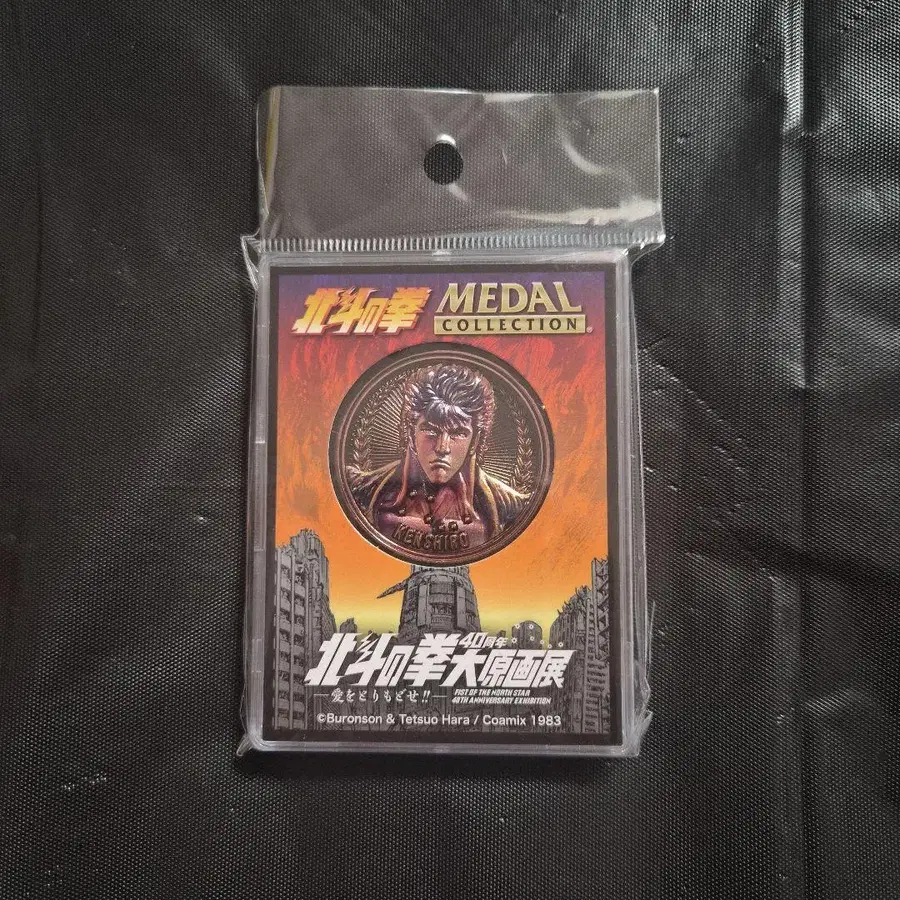 北斗の拳 MEDAL
COLLECTION®
KENSHIRO
北斗の拳 40周年 大原画展
―愛をとりもどせ!!―
FIST OF THE NORTH STAR
40TH ANNIVERSARY EXHIBITION
©Buronson & Tetsuo Hara / Coamix 1983